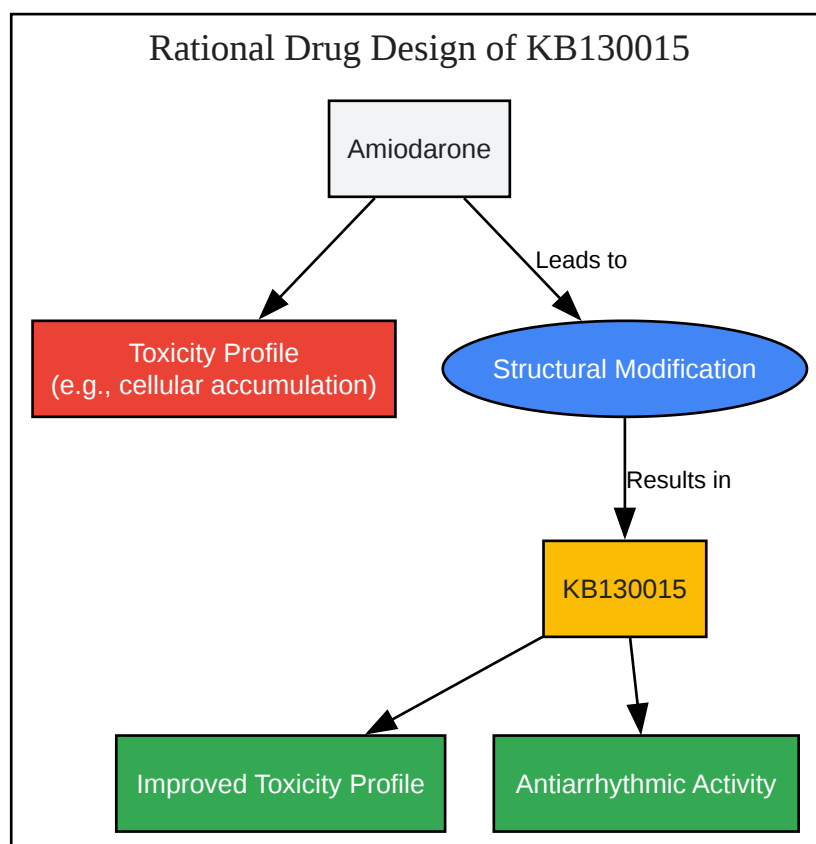 Rational Drug Design of KB130015
Amiodarone
Leads to
Toxicity Profile
(e.g., cellular accumulation)
Structural Modification
Results in
KB130015
Improved Toxicity Profile
Antiarrhythmic Activity